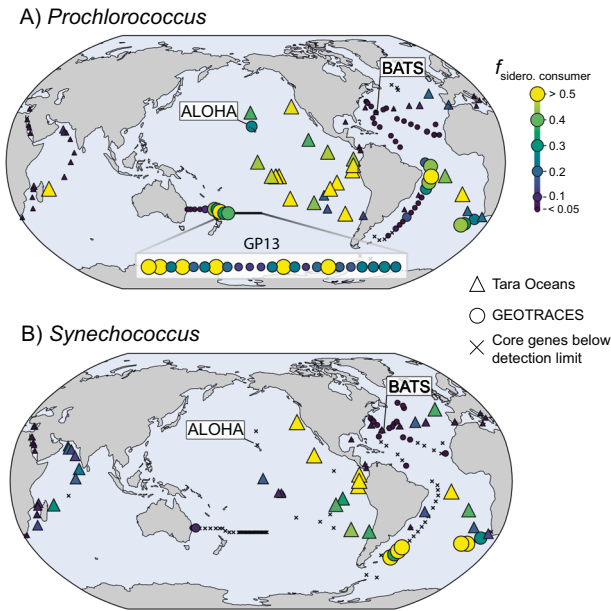 A) Prochlorococcus
BATS
ALOHA
GP13
f sidero. consumer
> 0.5
0.4
0.3
0.2
0.1
< 0.05
Tara Oceans
GEOTRACES
Core genes below
detection limit
B) Synechococcus
BATS
ALOHA